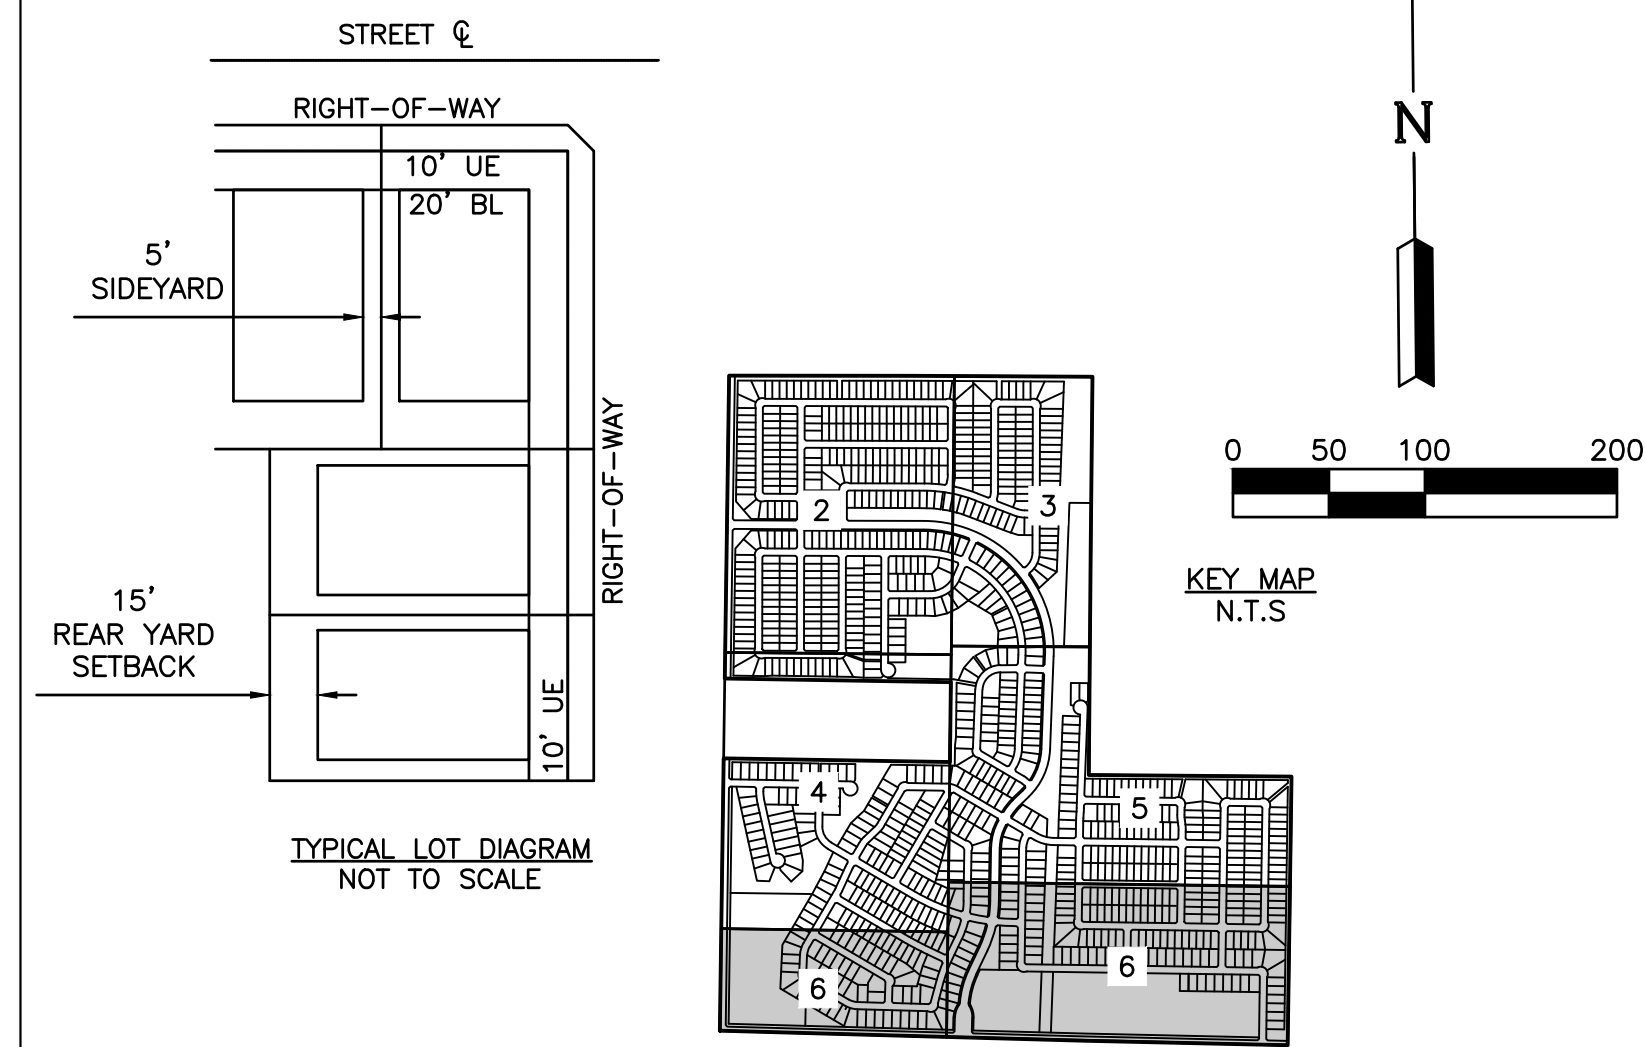 STREET ℄
RIGHT-OF-WAY
10' UE
20' BL
5'
SIDEYARD
RIGHT-OF-WAY
15'
REAR YARD
SETBACK
10' UE
TYPICAL LOT DIAGRAM
NOT TO SCALE
N
0 50 100 200
KEY MAP
N.T.S
2
3
4
5
6
6